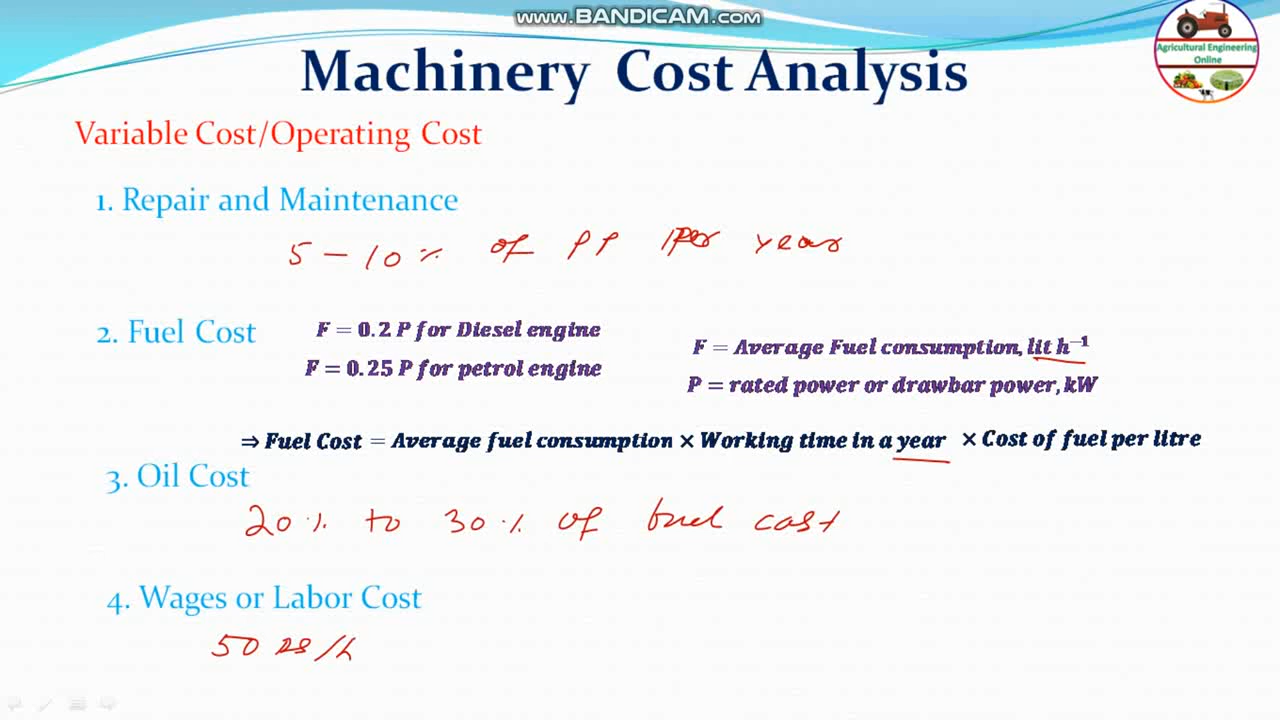 www.BANDICAM.com
Agricultural Engineering
Online
Machinery Cost Analysis
Variable Cost/Operating Cost
1. Repair and Maintenance
5 – 10 % of PP Per year
2. Fuel Cost
F = 0.2 P for Diesel engine
F = 0.25 P for petrol engine
F = Average Fuel consumption, lit h⁻¹
P = rated power or drawbar power, kW
⇒ Fuel Cost = Average fuel consumption × Working time in a year × Cost of fuel per litre
3. Oil Cost
20 % to 30 % of fuel cost
4. Wages or Labor Cost
50 Rs/h